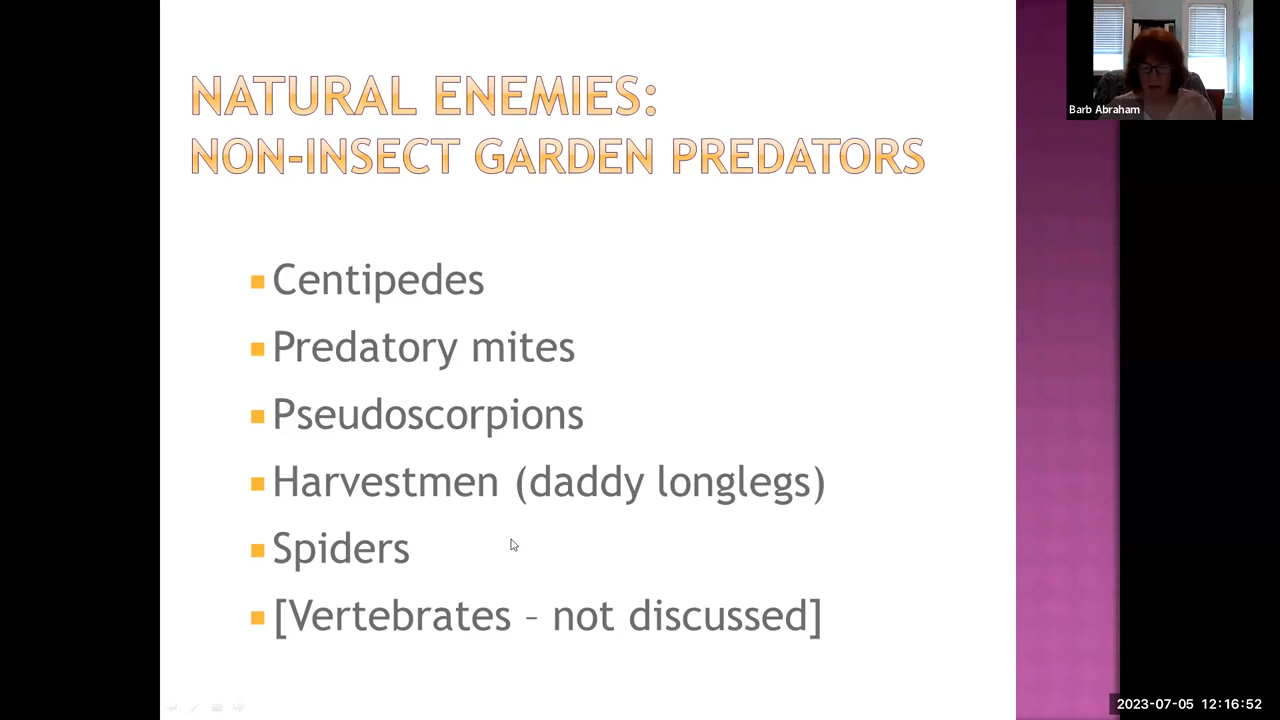 NATURAL ENEMIES:
NON-INSECT GARDEN PREDATORS
Centipedes
Predatory mites
Pseudoscorpions
Harvestmen (daddy longlegs)
Spiders
[Vertebrates – not discussed]
Barb Abraham
2023-07-05 12:16:52